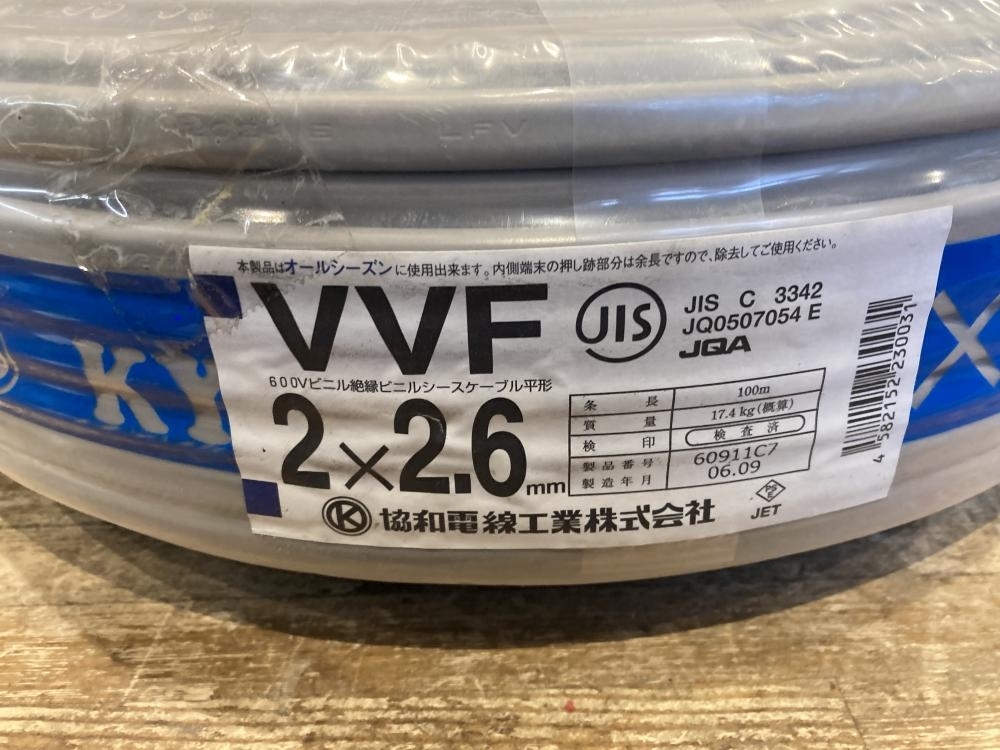 LFV
本製品はオールシーズンに使用出来ます。内側端末の押し跡部分は余長ですので、除去してご使用ください。
VVF
JIS
JIS C 3342
JQ0507054 E
JQA
600Vビニル絶縁ビニルシースケーブル平形
2×2.6mm
条長 100m
質量 17.4kg(概算)
検印 検査済
製品番号 60911C7
製造年月 06.09
K 協和電線工業株式会社
PS E
JET
4 582152 230031
KY